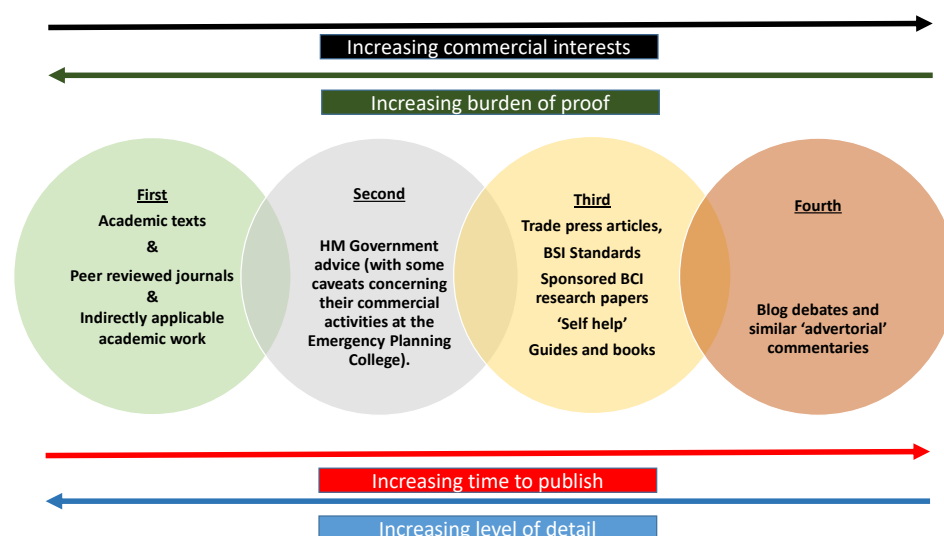 Increasing commercial interests
Increasing burden of proof
First
Academic texts
&
Peer reviewed journals
&
Indirectly applicable
academic work
Second
HM Government
advice (with some
caveats concerning
their commercial
activities at the
Emergency Planning
College).
Third
Trade press articles,
BSI Standards
Sponsored BCI
research papers
‘Self help’
Guides and books
Fourth
Blog debates and
similar ‘advertorial’
commentaries
Increasing time to publish
Increasing level of detail